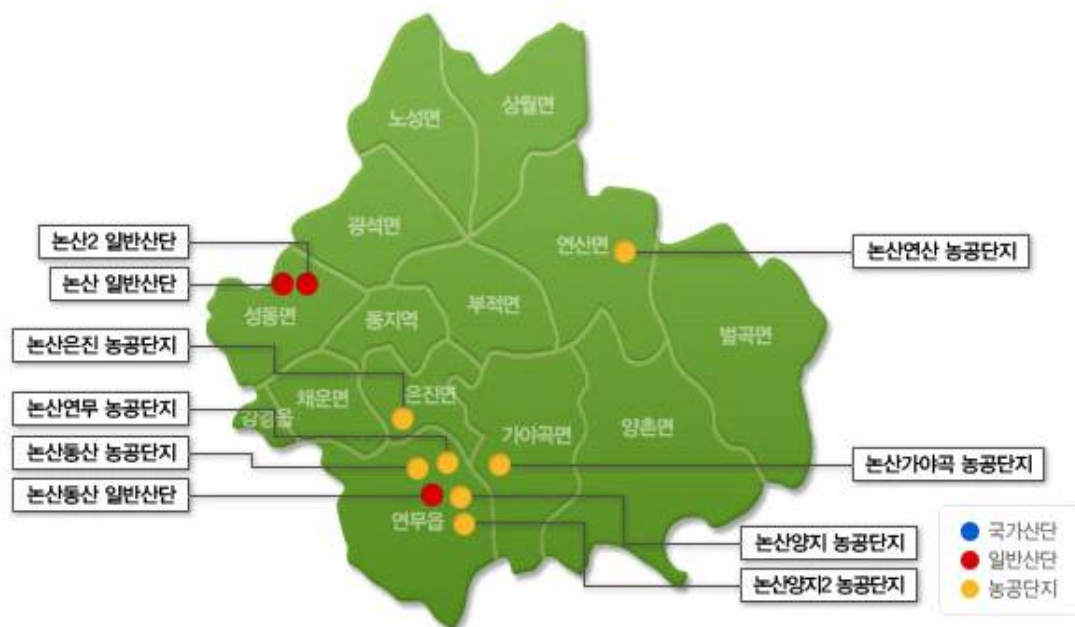 노성면
상월면
광석면
논산2 일반산단
연산면
논산연산 농공단지
논산 일반산단
부적면
성동면
동지역
벌곡면
논산은진 농공단지
채운면
은진면
논산연무 농공단지
강경읍
가야곡면
양촌면
논산동산 농공단지
논산가야곡 농공단지
논산동산 일반산단
연무읍
논산양지 농공단지
논산양지2 농공단지
국가산단
일반산단
농공단지